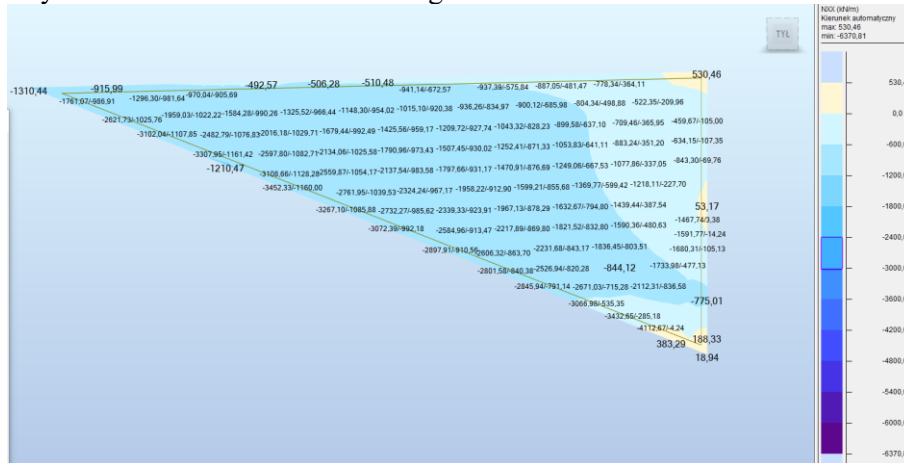 NXX (kN/m)
Kierunek automatyczny
max: 530,46
min: -6370,81
TYŁ
530,4
0,0
-600,0
-1200,0
-1800,0
-2400,0
-3000,0
-3600,0
-4200,0
-4800,0
-5400,0
-6000,0
-6370,8
530,46
-1310,44 -915,99 -492,57 -506,28 -510,48
-941,14/-672,57 -937,39/-575,84 -887,05/-481,47 -778,34/-364,11
-1761,07/-986,91 -1296,30/-981,64 -970,04/-905,69
-2621,73/-1025,76 -1959,03/-1022,22 -1584,28/-990,26 -1325,52/-966,44 -1148,30/-954,02 -1015,10/-920,38 -936,26/-834,97 -900,12/-685,98 -804,34/-498,88 -522,35/-209,96
-3102,04/-1107,85 -2482,79/-1076,83 -2016,18/-1029,71 -1679,44/-992,49 -1425,56/-959,17 -1209,72/-927,74 -1043,32/-828,23 -899,58/-637,10 -709,46/-365,95 -459,67/-105,00
-3307,95/-1161,42 -2597,80/-1082,71 -2134,06/-1025,58 -1790,96/-973,43 -1507,45/-930,02 -1252,41/-871,33 -1053,83/-641,11 -883,24/-351,20 -634,15/-107,35
-1210,47 -3108,66/-1128,28 -2559,87/-1054,17 -2137,54/-983,58 -1797,66/-931,17 -1470,91/-876,69 -1249,06/-667,53 -1077,86/-337,05 -843,30/-69,76
-3452,33/-1160,00 -2761,95/-1039,53 -2324,24/-967,17 -1958,22/-912,90 -1599,21/-855,68 -1369,77/-599,42 -1218,11/-227,70
53,17
-3267,10/-1085,88 -2732,27/-985,62 -2339,33/-923,91 -1967,13/-878,29 -1632,67/-794,80 -1439,44/-387,54
-1467,74/3,38
-3072,39/-992,18 -2584,96/-913,47 -2217,89/-869,80 -1821,52/-832,80 -1590,36/-480,63
-1591,77/-14,24
-2897,91/-910,56 -2606,32/-863,70 -2231,68/-843,17 -1836,45/-803,51 -1680,31/-105,13
-2801,58/-840,38 -2526,94/-820,28 -844,12 -1733,98/-477,13
-2845,94/-791,14 -2671,03/-715,28 -2112,31/-836,58
-775,01
-3066,98/-535,35
-3432,65/-285,18
-4112,67/-4,24
188,33
383,29
18,94